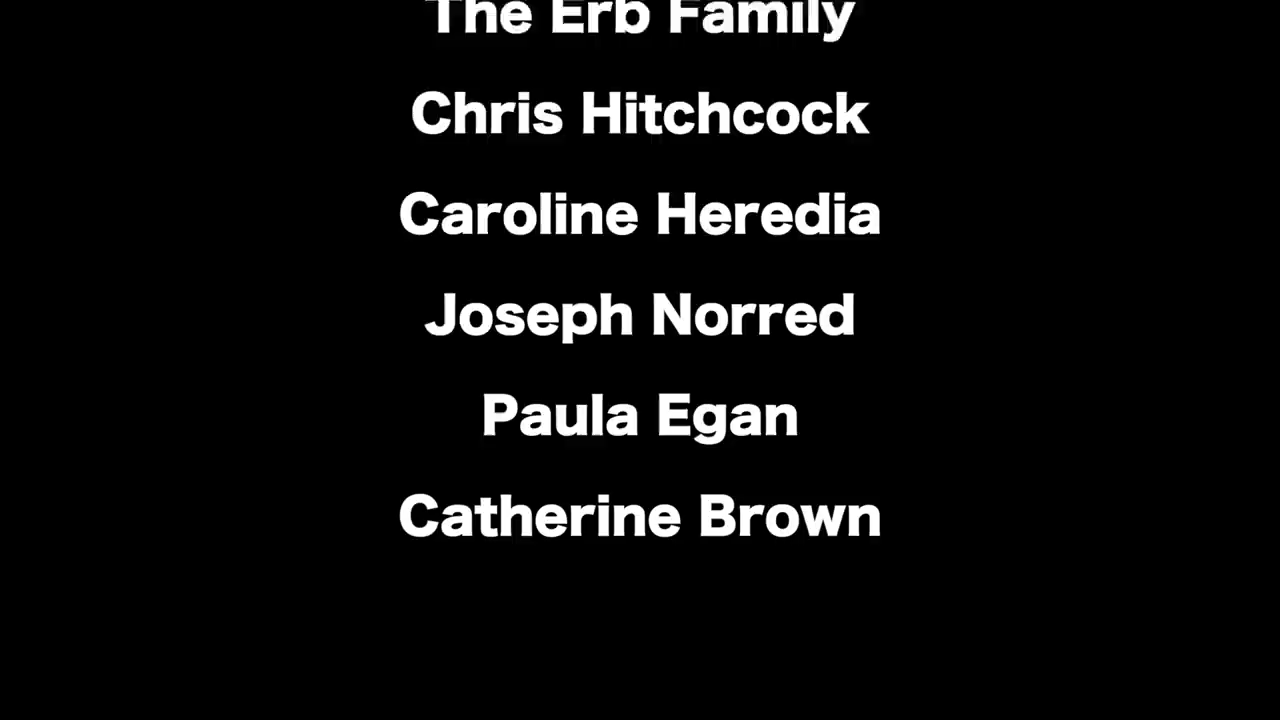 The Erb Family
Chris Hitchcock
Caroline Heredia
Joseph Norred
Paula Egan
Catherine Brown